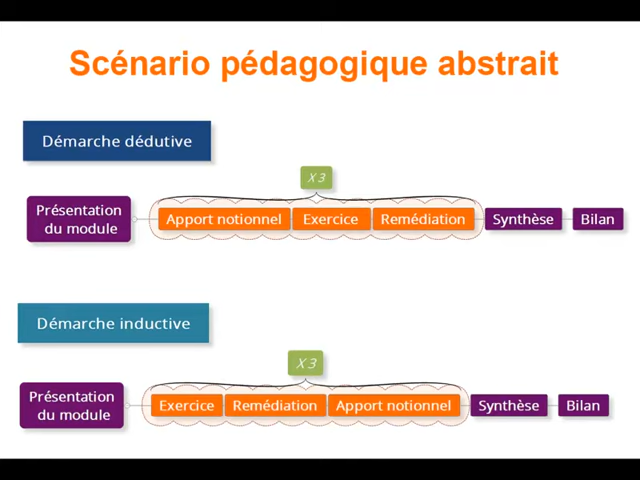 Scénario pédagogique abstrait
Démarche dédutive
X 3
Présentation
du module
Apport notionnel
Exercice
Remédiation
Synthèse
Bilan
Démarche inductive
X 3
Présentation
du module
Exercice
Remédiation
Apport notionnel
Synthèse
Bilan